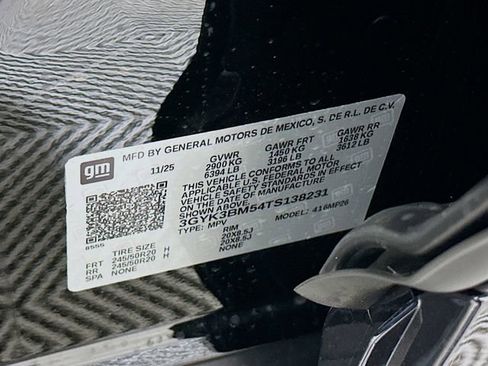 gm
MFD BY GENERAL MOTORS DE MEXICO, S. DE R.L. DE C.V.
11/25 GVWR GAWR FRT GAWR RR
2900 KG 1450 KG 1638 KG
6394 LB 3196 LB 3612 LB
THIS VEHICLE CONFORMS TO ALL
APPLICABLE U.S. FEDERAL MOTOR
VEHICLE SAFETY STANDARDS IN EFFECT
ON THE DATE OF MANUFACTURE
SHOWN ABOVE.
3GYK3BM54TS138231
TYPE: MPV MODEL: 416MP26
8555
TIRE SIZE RIM
FRT 245/50R20 H 20X8.5J
RR 245/50R20 H 20X8.5J
SPA NONE NONE